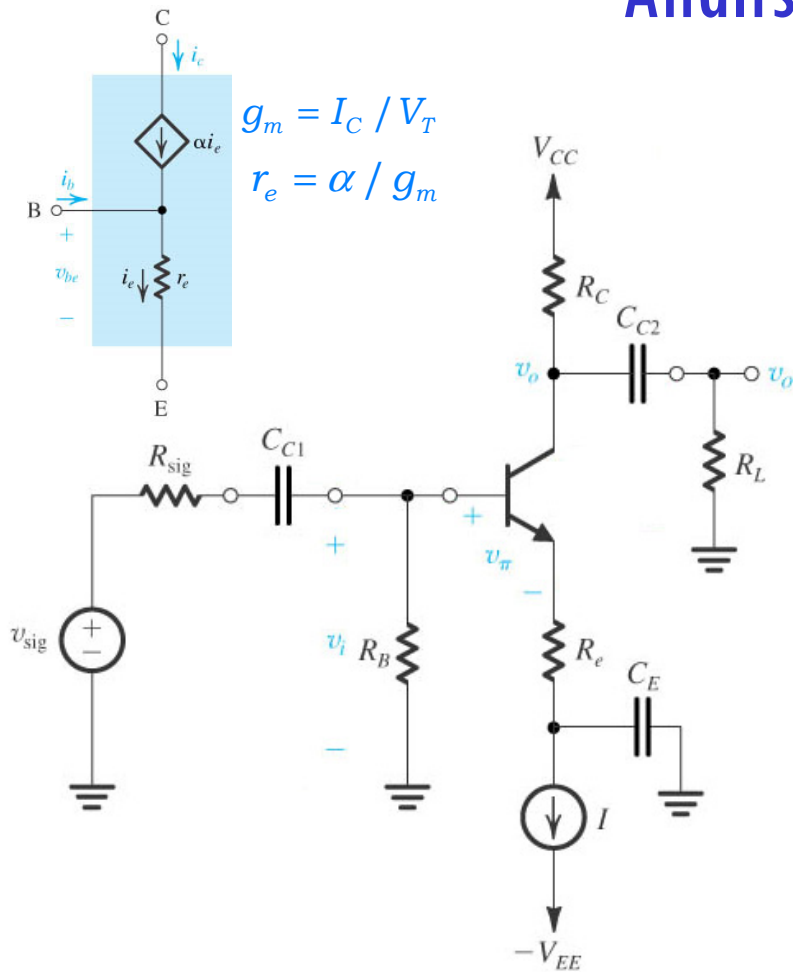 Analis
C
i_c
g_m = I_C / V_T
αi_e
r_e = α / g_m
i_b
B
+
v_be
−
i_e
r_e
E
V_CC
R_C
C_C2
v_o
v_o
R_L
R_sig
C_C1
+
+
v_π
−
v_sig
+
−
v_i
R_B
−
R_e
C_E
I
−V_EE